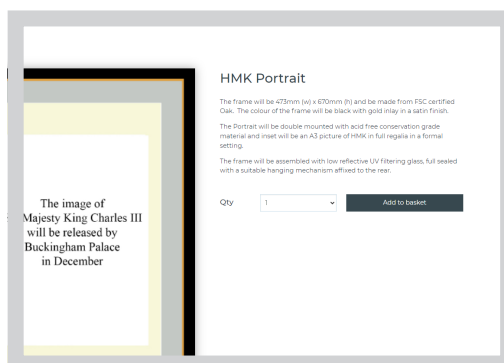 HMK Portrait
The frame will be 473mm (w) x 670mm (h) and be made from FSC certified
Oak. The colour of the frame will be black with gold inlay in a satin finish.
The Portrait will be double mounted with acid free conservation grade
material and inset will be an A3 picture of HMK in full regalia in a formal
setting.
The frame will be assembled with low reflective UV filtering glass, full sealed
with a suitable hanging mechanism affixed to the rear.
Qty 1 Add to basket
The image of
Majesty King Charles III
will be released by
Buckingham Palace
in December